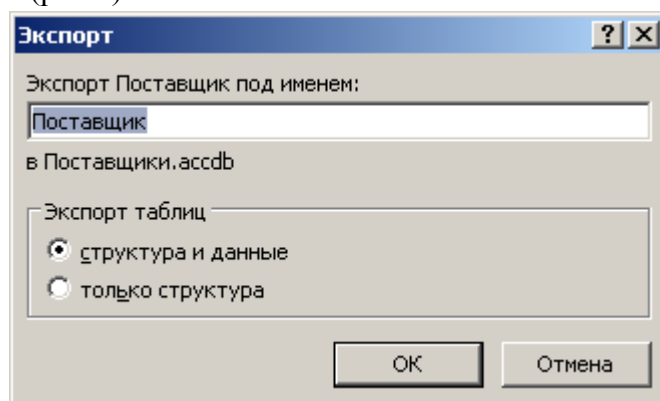 Экспорт
Экспорт Поставщик под именем:
Поставщик
в Поставщики.accdb
Экспорт таблиц
структура и данные
только структура
ОК
Отмена